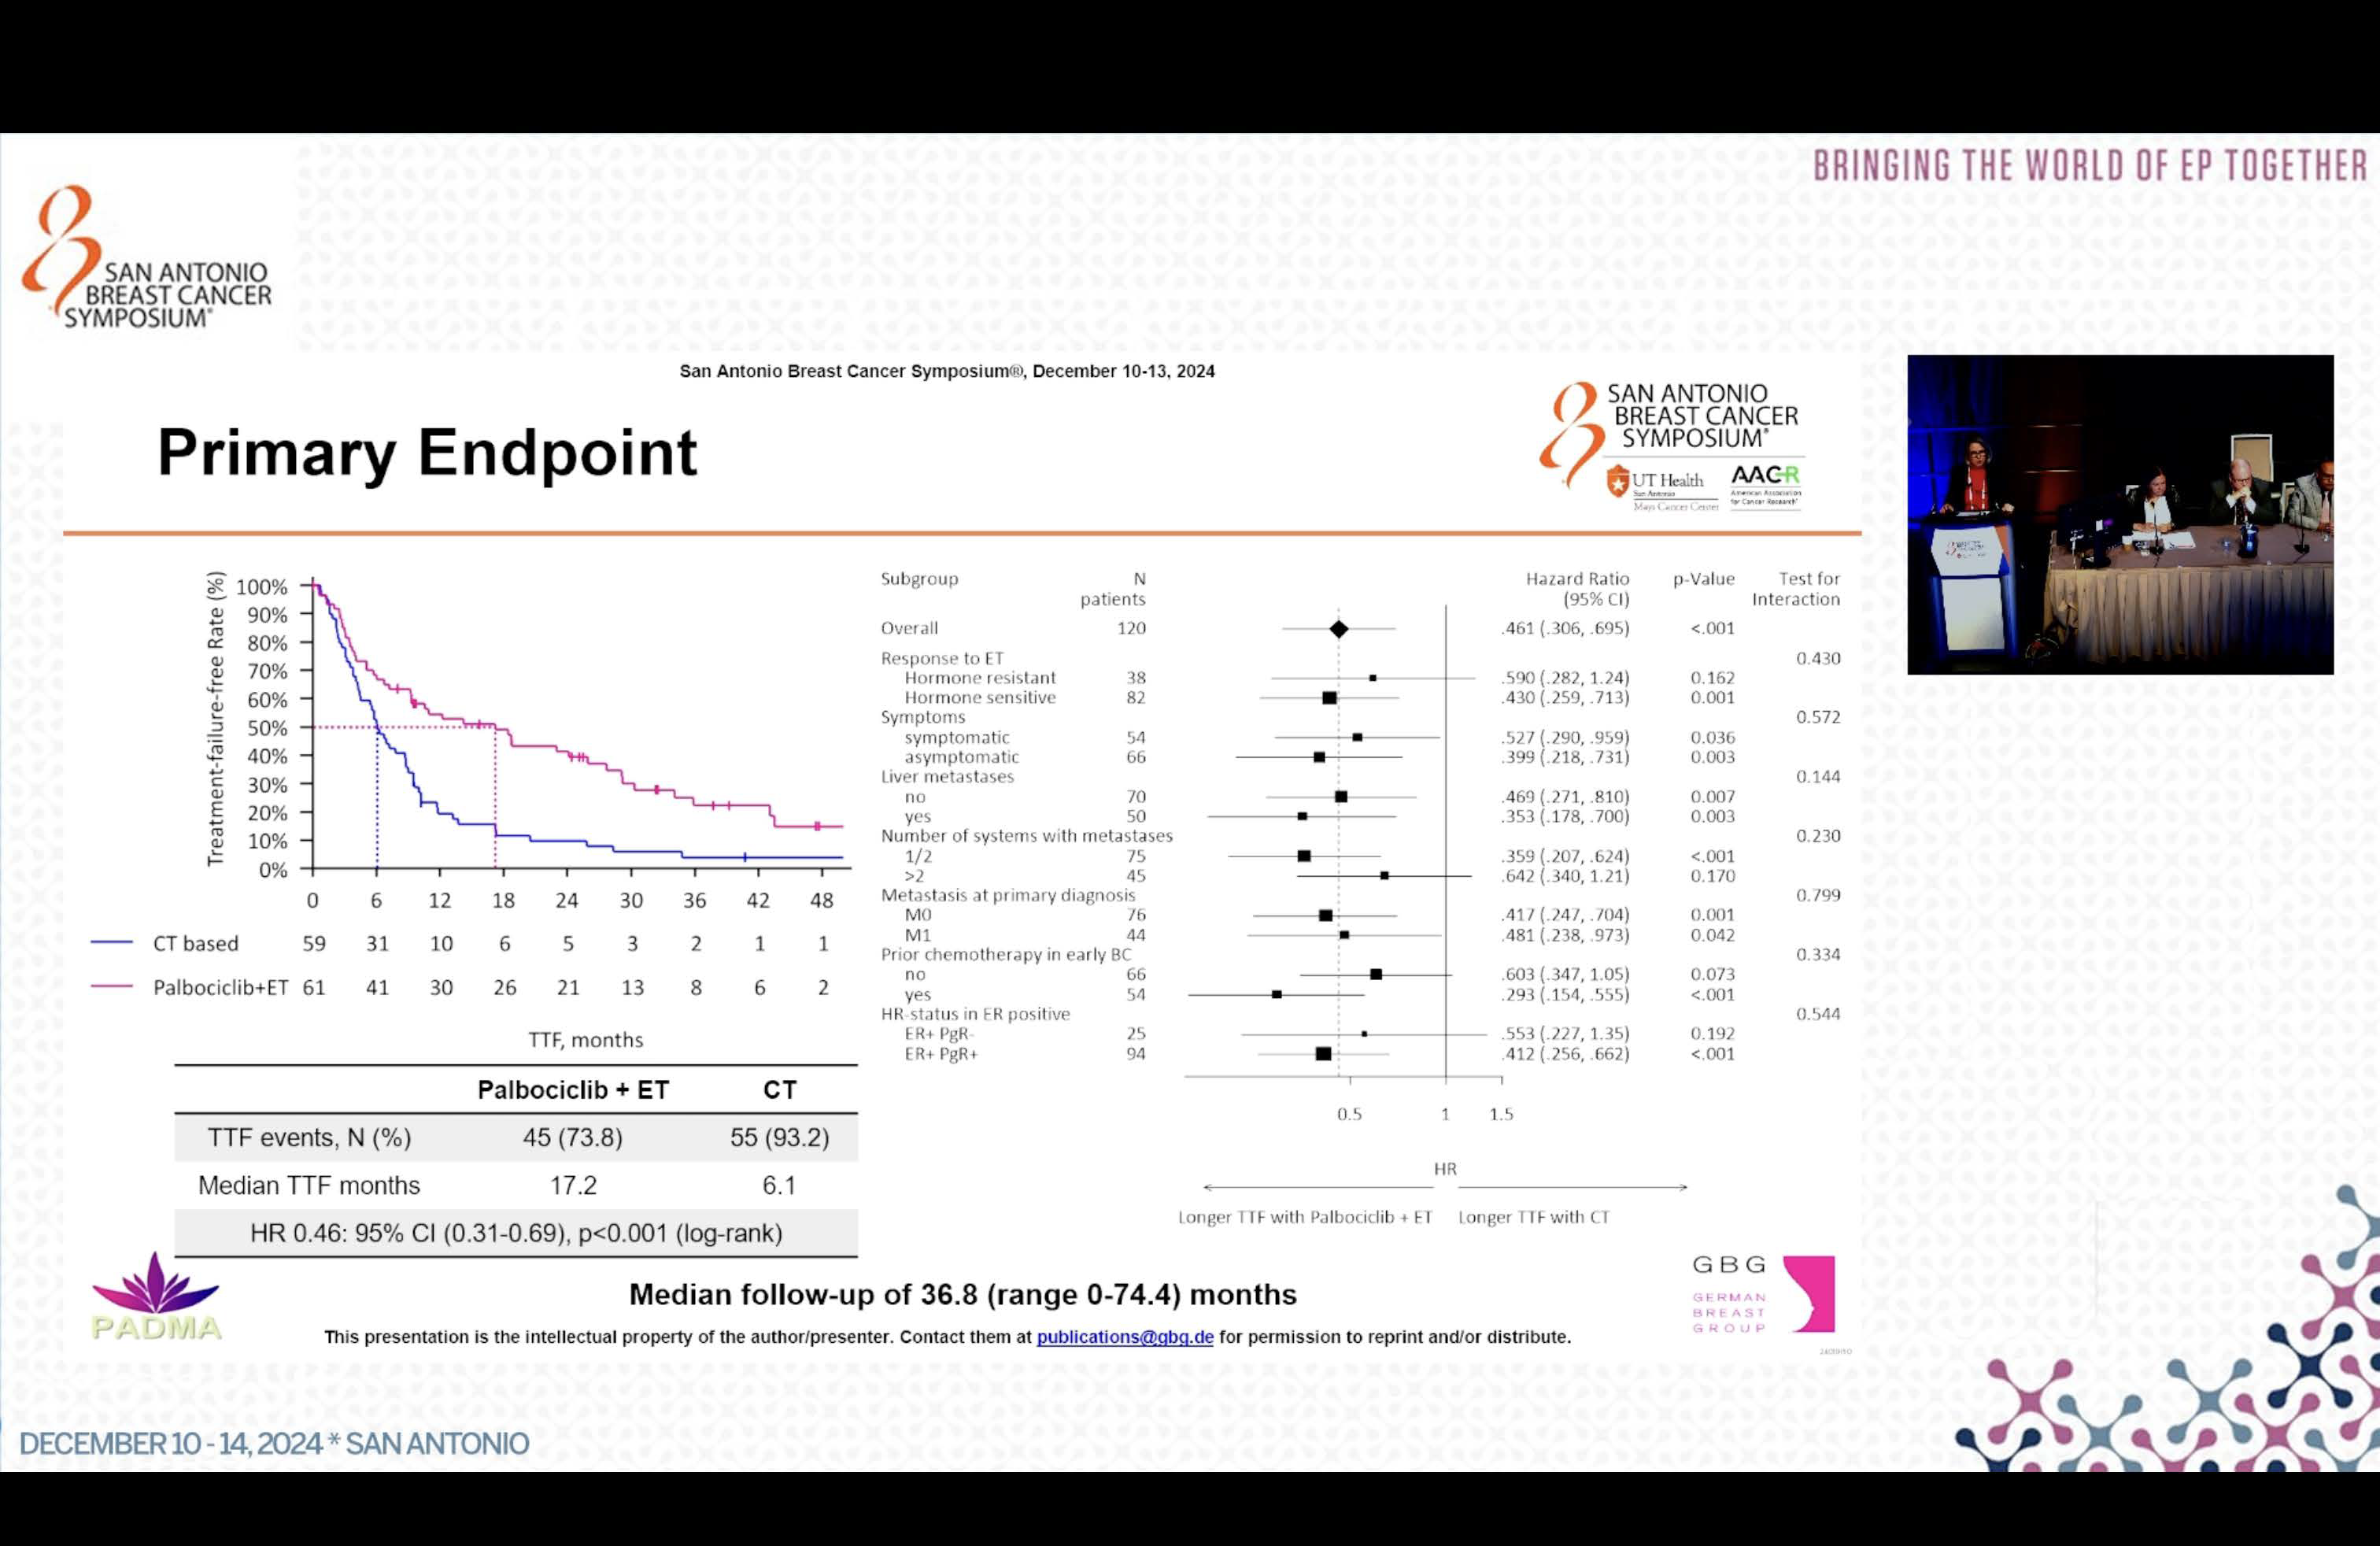 BRINGING THE WORLD OF EP TOGETHER
SAN ANTONIO
BREAST CANCER
SYMPOSIUM®
San Antonio Breast Cancer Symposium®, December 10-13, 2024
Primary Endpoint
SAN ANTONIO
BREAST CANCER
SYMPOSIUM®
UT Health
San Antonio
Mays Cancer Center
AACR
American Association
for Cancer Research®
Treatment-failure-free Rate (%)
100%
90%
80%
70%
60%
50%
40%
30%
20%
10%
0%
0 6 12 18 24 30 36 42 48
CT based 59 31 10 6 5 3 2 1 1
Palbociclib+ET 61 41 30 26 21 13 8 6 2
TTF, months
Palbociclib + ET CT
TTF events, N (%) 45 (73.8) 55 (93.2)
Median TTF months 17.2 6.1
HR 0.46: 95% CI (0.31-0.69), p<0.001 (log-rank)
Subgroup N patients Hazard Ratio (95% CI) p-Value Test for Interaction
Overall 120 .461 (.306, .695) <.001
Response to ET 0.430
Hormone resistant 38 .590 (.282, 1.24) 0.162
Hormone sensitive 82 .430 (.259, .713) 0.001
Symptoms 0.572
symptomatic 54 .527 (.290, .959) 0.036
asymptomatic 66 .399 (.218, .731) 0.003
Liver metastases 0.144
no 70 .469 (.271, .810) 0.007
yes 50 .353 (.178, .700) 0.003
Number of systems with metastases 0.230
1/2 75 .359 (.207, .624) <.001
>2 45 .642 (.340, 1.21) 0.170
Metastasis at primary diagnosis 0.799
M0 76 .417 (.247, .704) 0.001
M1 44 .481 (.238, .973) 0.042
Prior chemotherapy in early BC 0.334
no 66 .603 (.347, 1.05) 0.073
yes 54 .293 (.154, .555) <.001
HR-status in ER positive 0.544
ER+ PgR- 25 .553 (.227, 1.35) 0.192
ER+ PgR+ 94 .412 (.256, .662) <.001
0.5 1 1.5
HR
Longer TTF with Palbociclib + ET Longer TTF with CT
PADMA
Median follow-up of 36.8 (range 0-74.4) months
This presentation is the intellectual property of the author/presenter. Contact them at publications@gbg.de for permission to reprint and/or distribute.
GBG
GERMAN
BREAST
GROUP
DECEMBER 10 - 14, 2024 * SAN ANTONIO